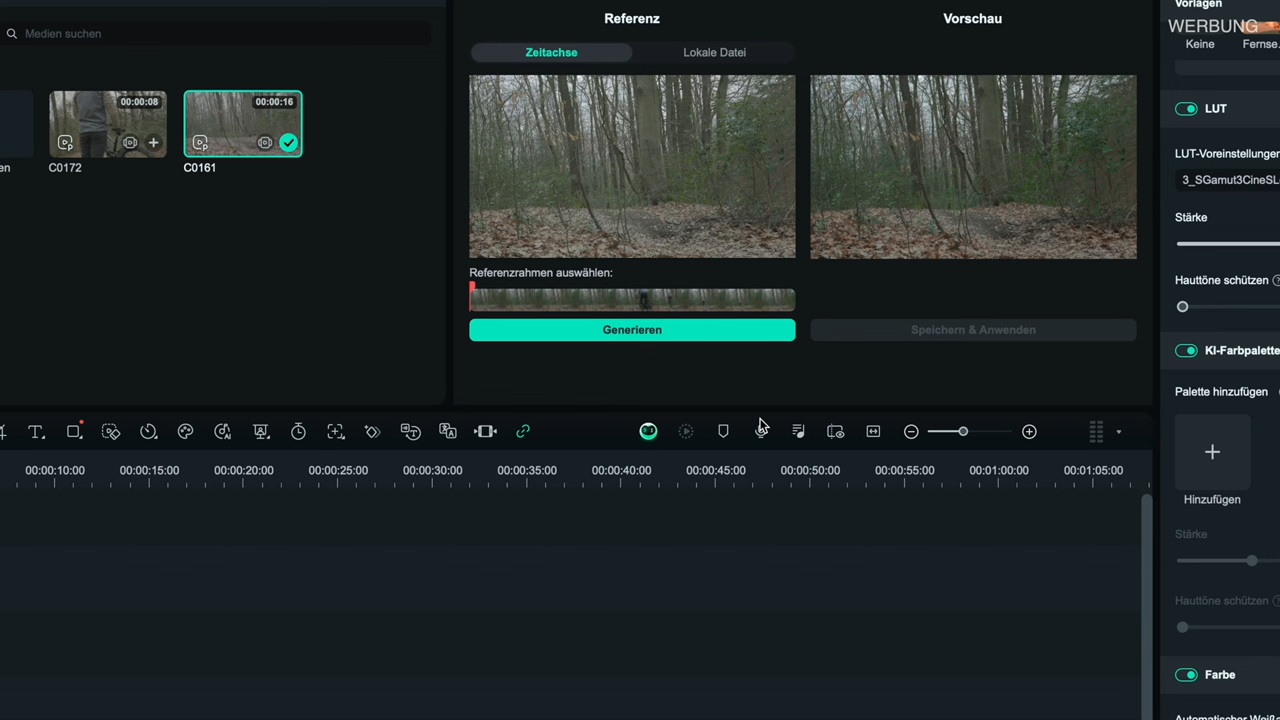 Referenz
Vorschau
Vorlagen
WERBUNG
Medien suchen
Zeitachse
Lokale Datei
Keine
Fernse..
00:00:08
00:00:16
LUT
en
C0172
C0161
LUT-Voreinstellungen
3_SGamut3CineSL
Stärke
Referenzrahmen auswählen:
Hauttöne schützen
Generieren
Speichern & Anwenden
KI-Farbpalette
Palette hinzufügen
00:00:10:00
00:00:15:00
00:00:20:00
00:00:25:00
00:00:30:00
00:00:35:00
00:00:40:00
00:00:45:00
00:00:50:00
00:00:55:00
00:01:00:00
00:01:05:00
Hinzufügen
Stärke
Hauttöne schützen
Farbe